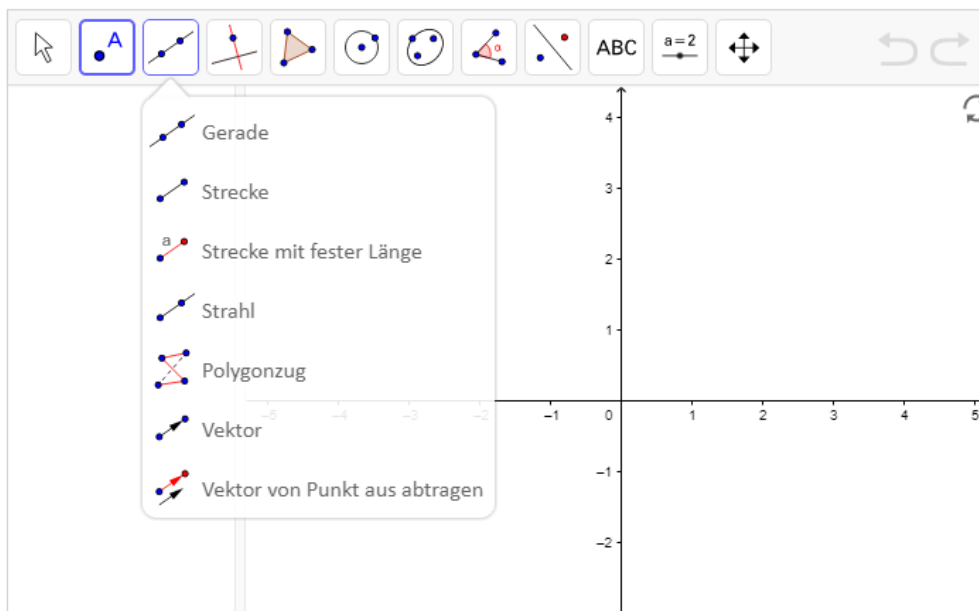 A
α
ABC
a=2
Gerade
Strecke
a
Strecke mit fester Länge
Strahl
Polygonzug
Vektor
Vektor von Punkt aus abtragen
4
3
2
1
–5 –4 –3 –2 –1 0 1 2 3 4 5
–1
–2